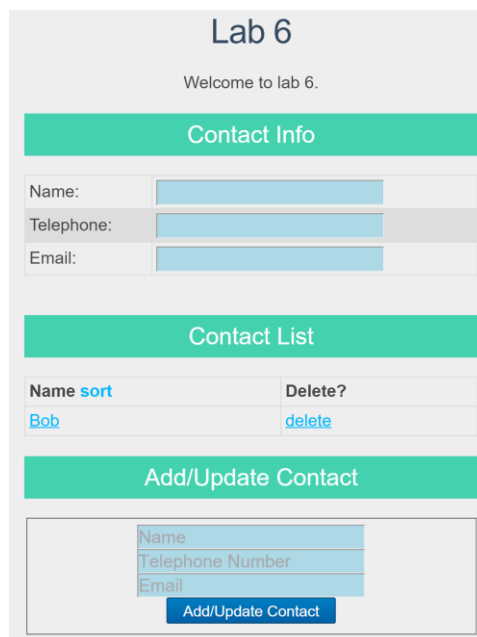 Lab 6
Welcome to lab 6.
Contact Info
Name:
Telephone:
Email:
Contact List
Name sort Delete?
Bob delete
Add/Update Contact
Name
Telephone Number
Email
Add/Update Contact